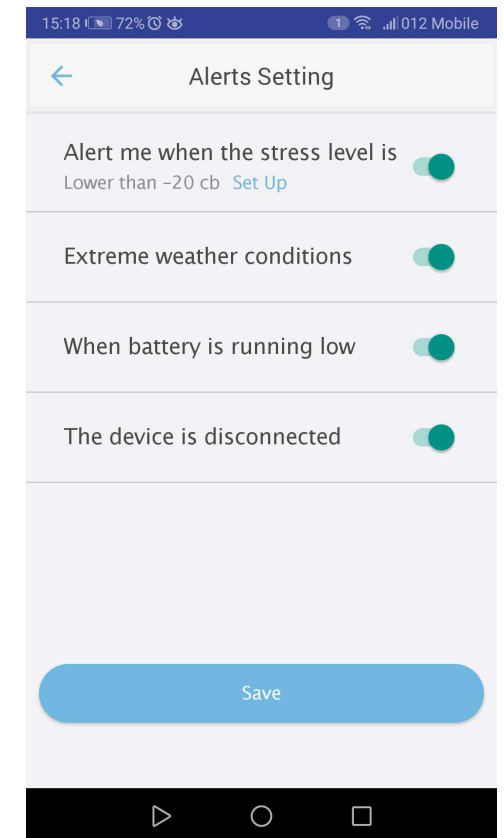 15:18 72% 1 012 Mobile
Alerts Setting
Alert me when the stress level is
Lower than -20 cb Set Up
Extreme weather conditions
When battery is running low
The device is disconnected
Save